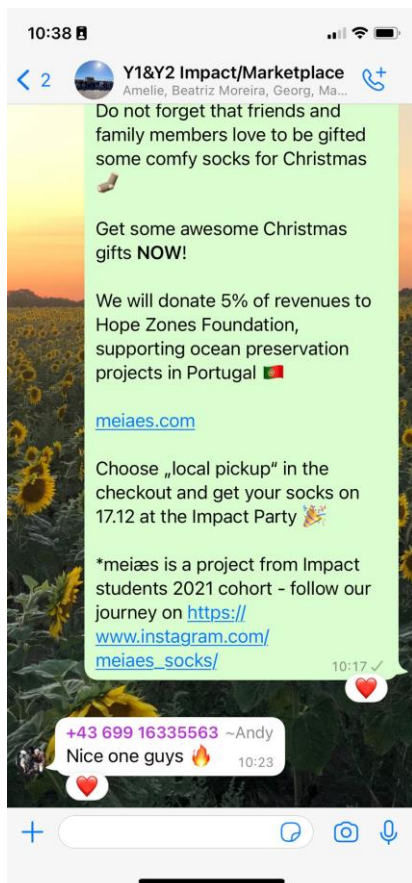 10:38
2
Y1&Y2 Impact/Marketplace
Amelie, Beatriz Moreira, Georg, Ma...
Do not forget that friends and
family members love to be gifted
some comfy socks for Christmas
🧦
Get some awesome Christmas
gifts NOW!
We will donate 5% of revenues to
Hope Zones Foundation,
supporting ocean preservation
projects in Portugal 🇵🇹
meiaes.com
Choose „local pickup“ in the
checkout and get your socks on
17.12 at the Impact Party 🎉
*meiæs is a project from Impact
students 2021 cohort - follow our
journey on https://
www.instagram.com/
meiaes_socks/
10:17
+43 699 16335563 ~Andy
Nice one guys 🔥
10:23